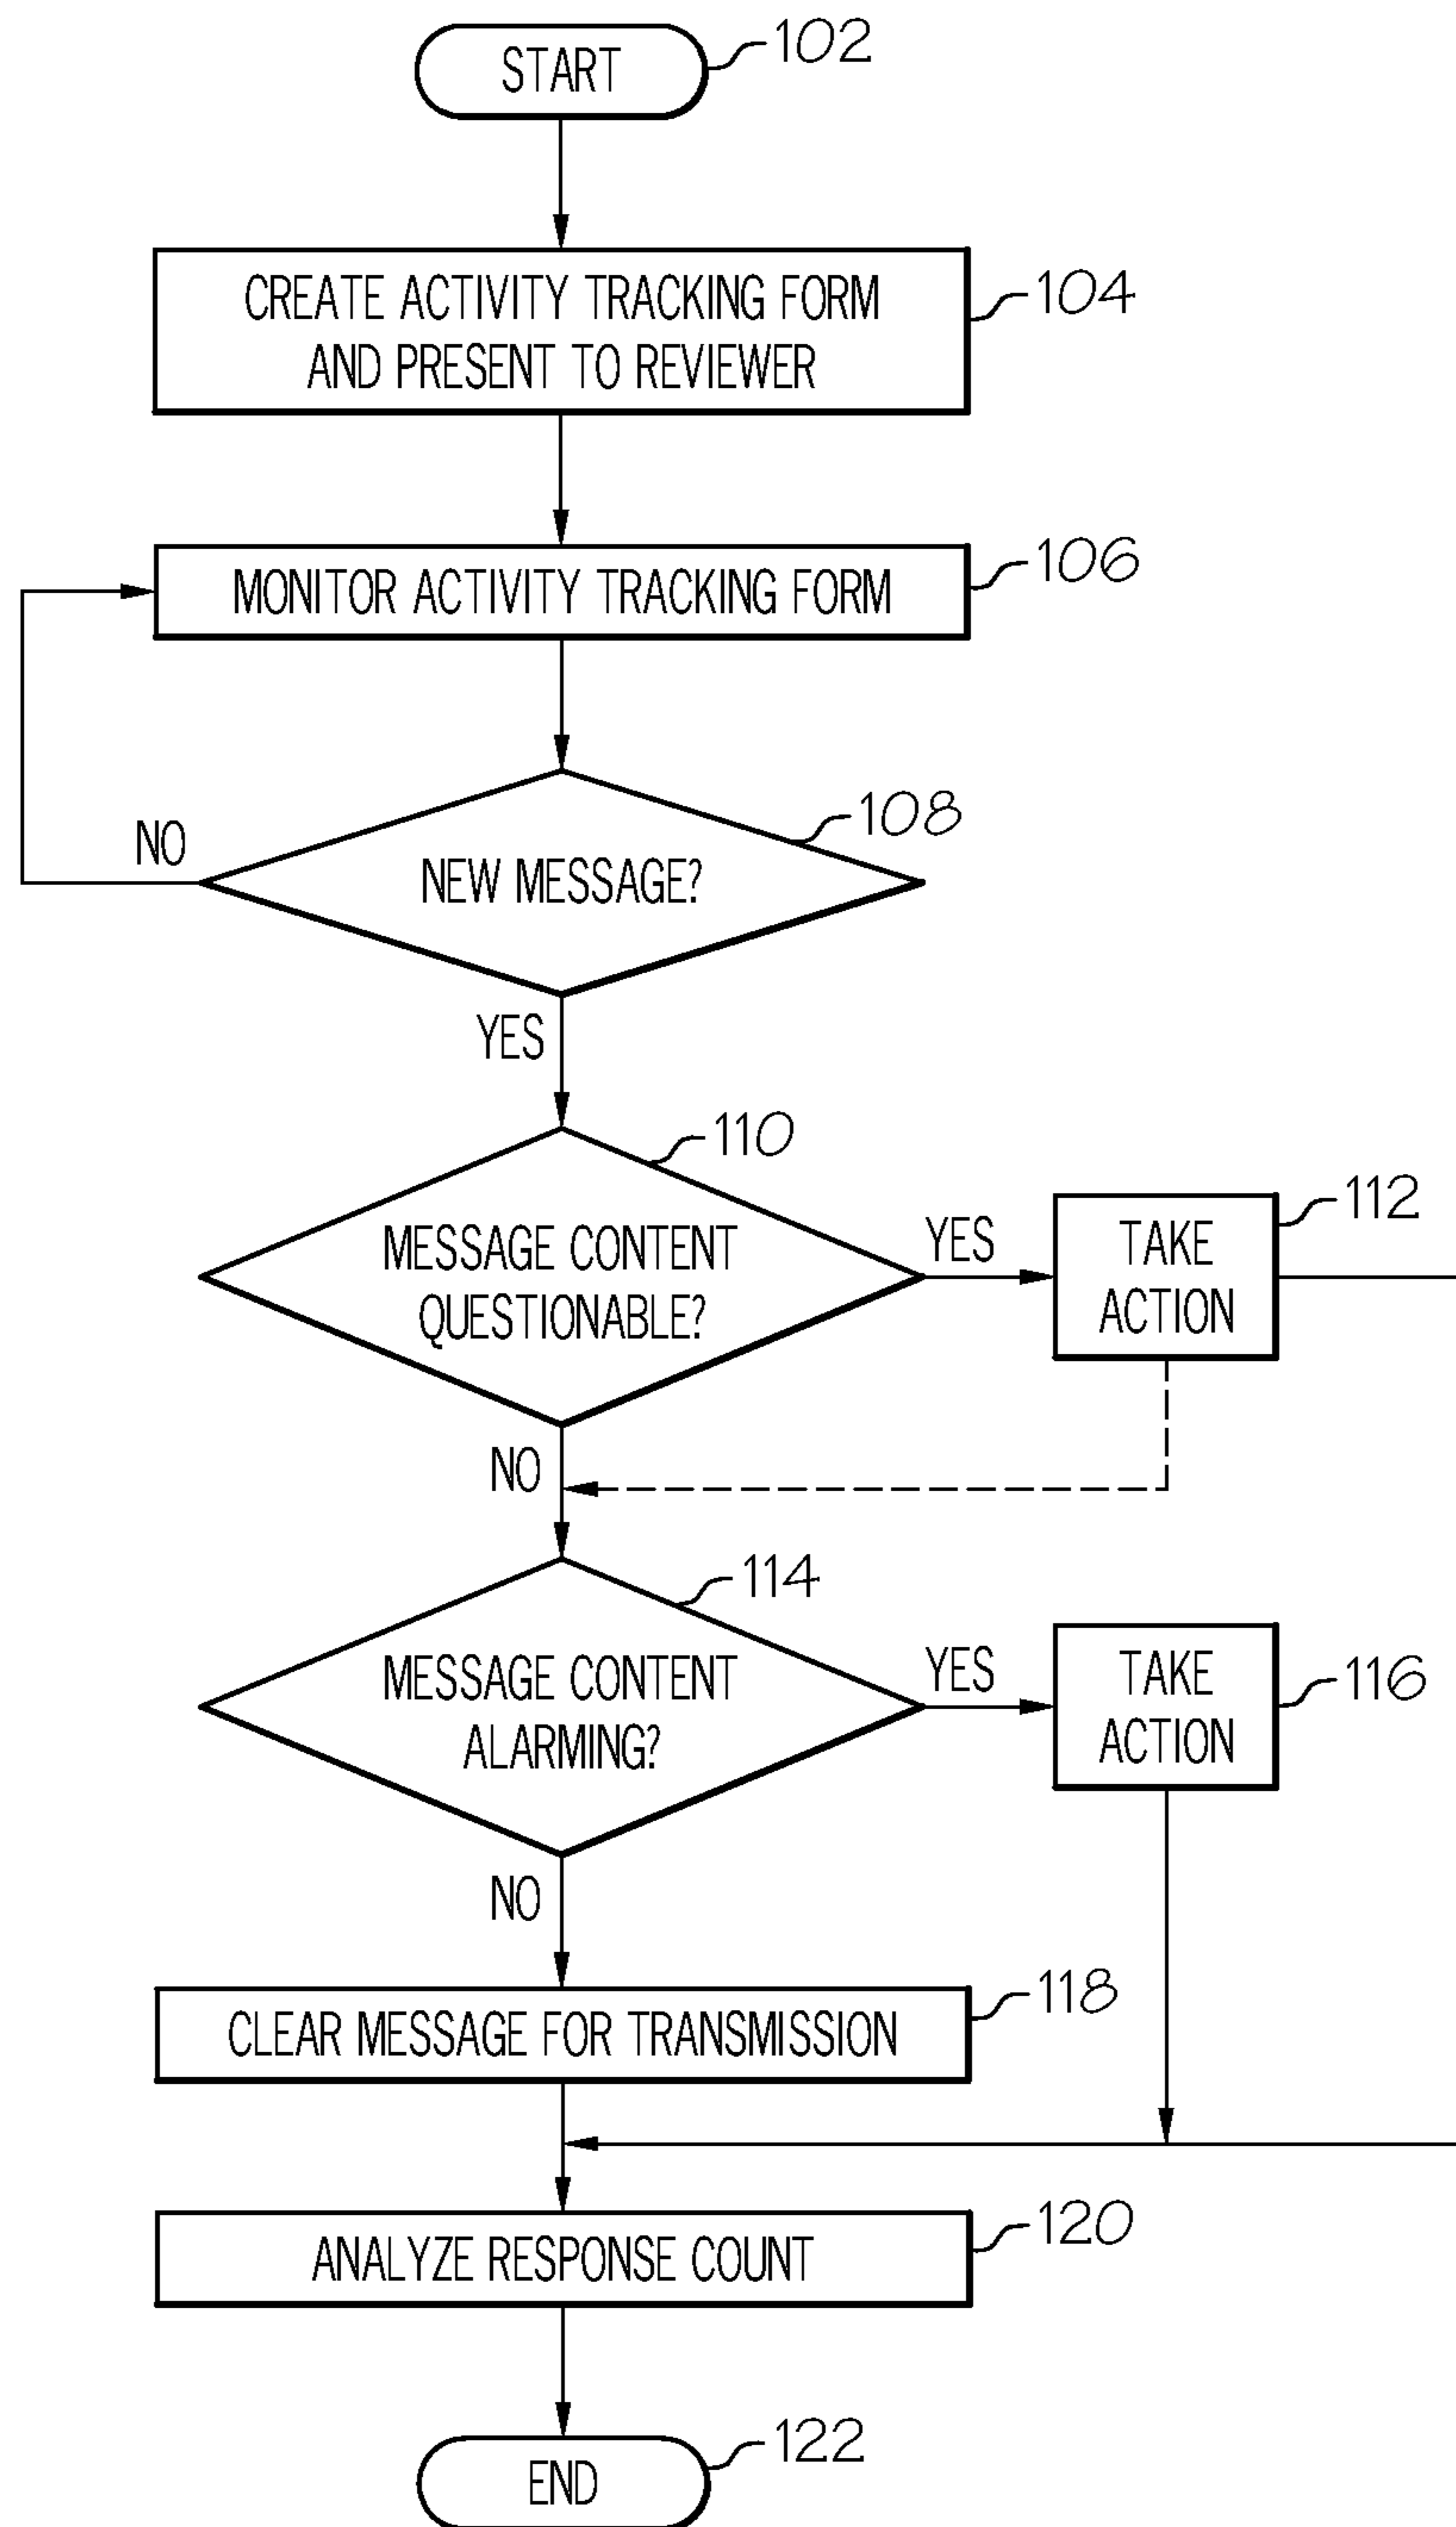 START
102
CREATE ACTIVITY TRACKING FORM
AND PRESENT TO REVIEWER
104
MONITOR ACTIVITY TRACKING FORM
106
NO
NEW MESSAGE?
108
YES
MESSAGE CONTENT
QUESTIONABLE?
110
YES
TAKE
ACTION
112
NO
MESSAGE CONTENT
ALARMING?
114
YES
TAKE
ACTION
116
NO
CLEAR MESSAGE FOR TRANSMISSION
118
ANALYZE RESPONSE COUNT
120
END
122